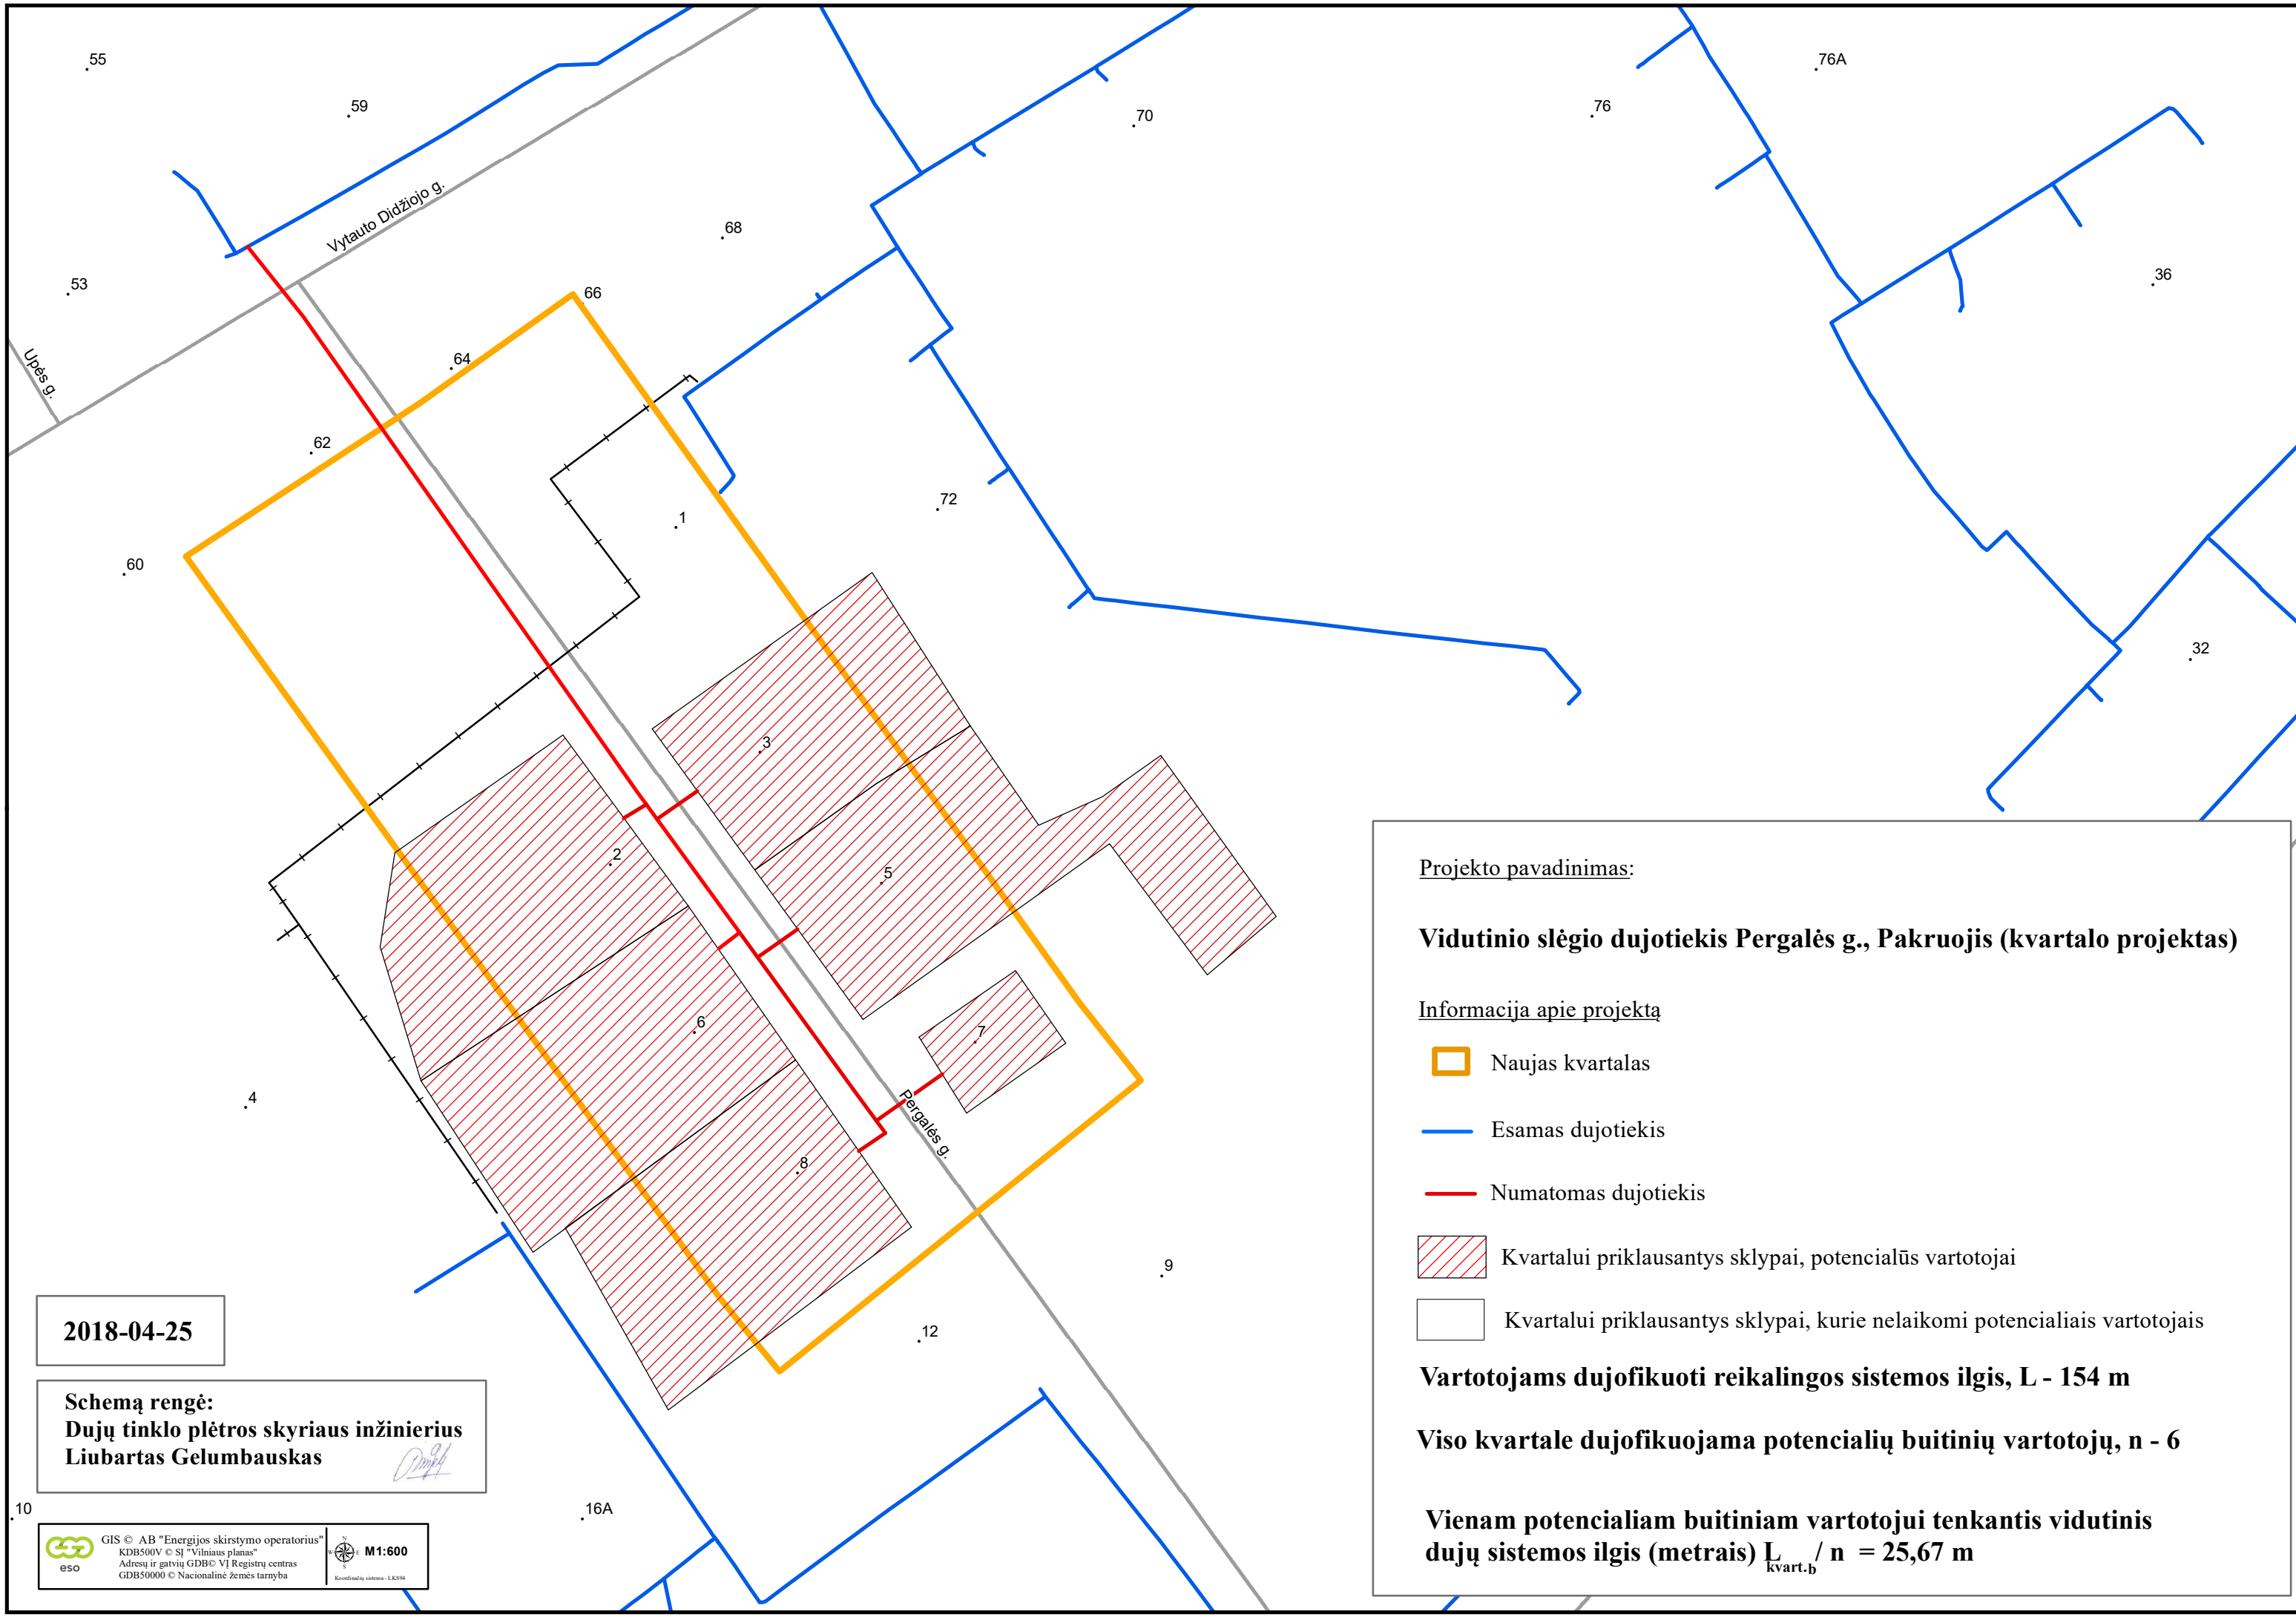 55
59
76A
76
70
Vytauto Didžiojo g.
68
53
66
36
Upės g.
64
62
72
1
60
32
3
2
5
6
7
4
Pergalės g.
8
9
12
10
16A
Projekto pavadinimas:
Vidutinio slėgio dujotiekis Pergalės g., Pakruojis (kvartalo projektas)
Informacija apie projektą
Naujas kvartalas
Esamas dujotiekis
Numatomas dujotiekis
Kvartalui priklausantys sklypai, potencialūs vartotojai
Kvartalui priklausantys sklypai, kurie nelaikomi potencialiais vartotojais
Vartotojams dujofikuoti reikalingos sistemos ilgis, L - 154 m
Viso kvartale dujofikuojama potencialių buitinių vartotojų, n - 6
Vienam potencialiam buitiniam vartotojui tenkantis vidutinis
dujų sistemos ilgis (metrais) L kvart.b / n = 25,67 m
2018-04-25
Schemą rengė:
Dujų tinklo plėtros skyriaus inžinierius
Liubartas Gelumbauskas
eso
GIS © AB "Energijos skirstymo operatorius"
KDB500V © SĮ "Vilniaus planas"
Adresų ir gatvių GDB© VĮ Registrų centras
GDB50000 © Nacionalinė žemės tarnyba
N
W E
S
M1:600
Koordinačių sistema - LKS94